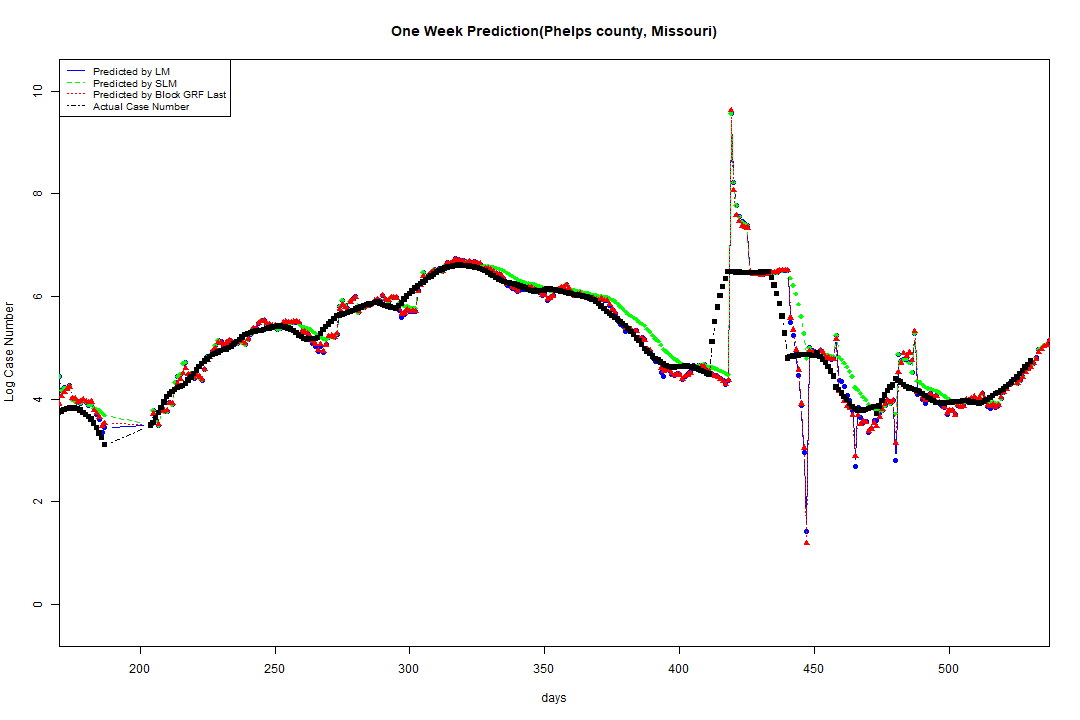 One Week Prediction(Phelps county, Missouri)
Predicted by LM
Predicted by SLM
Predicted by Block GRF Last
Actual Case Number
10
8
6
4
2
0
Log Case Number
200 250 300 350 400 450 500
days